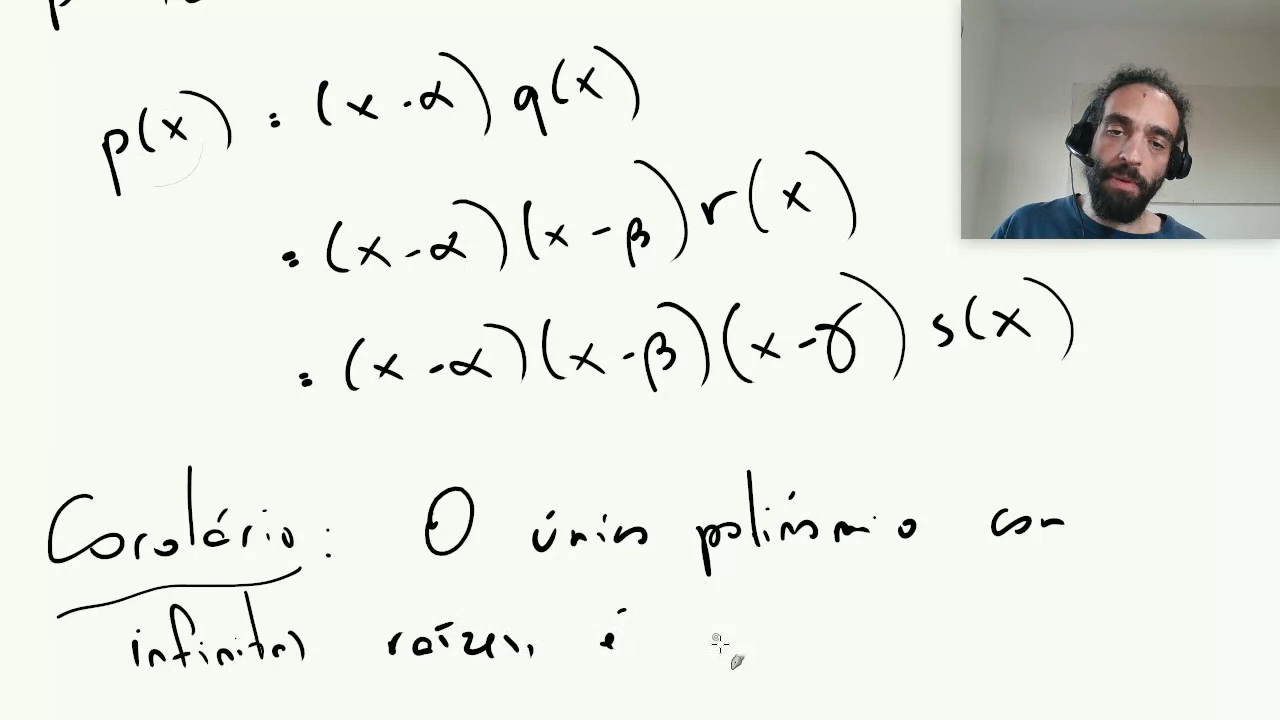 p(x) = (x-α) q(x)
= (x-α)(x-β) r(x)
= (x-α)(x-β)(x-γ) s(x)
Corolário: O único polinômio com
infinitas raízes é